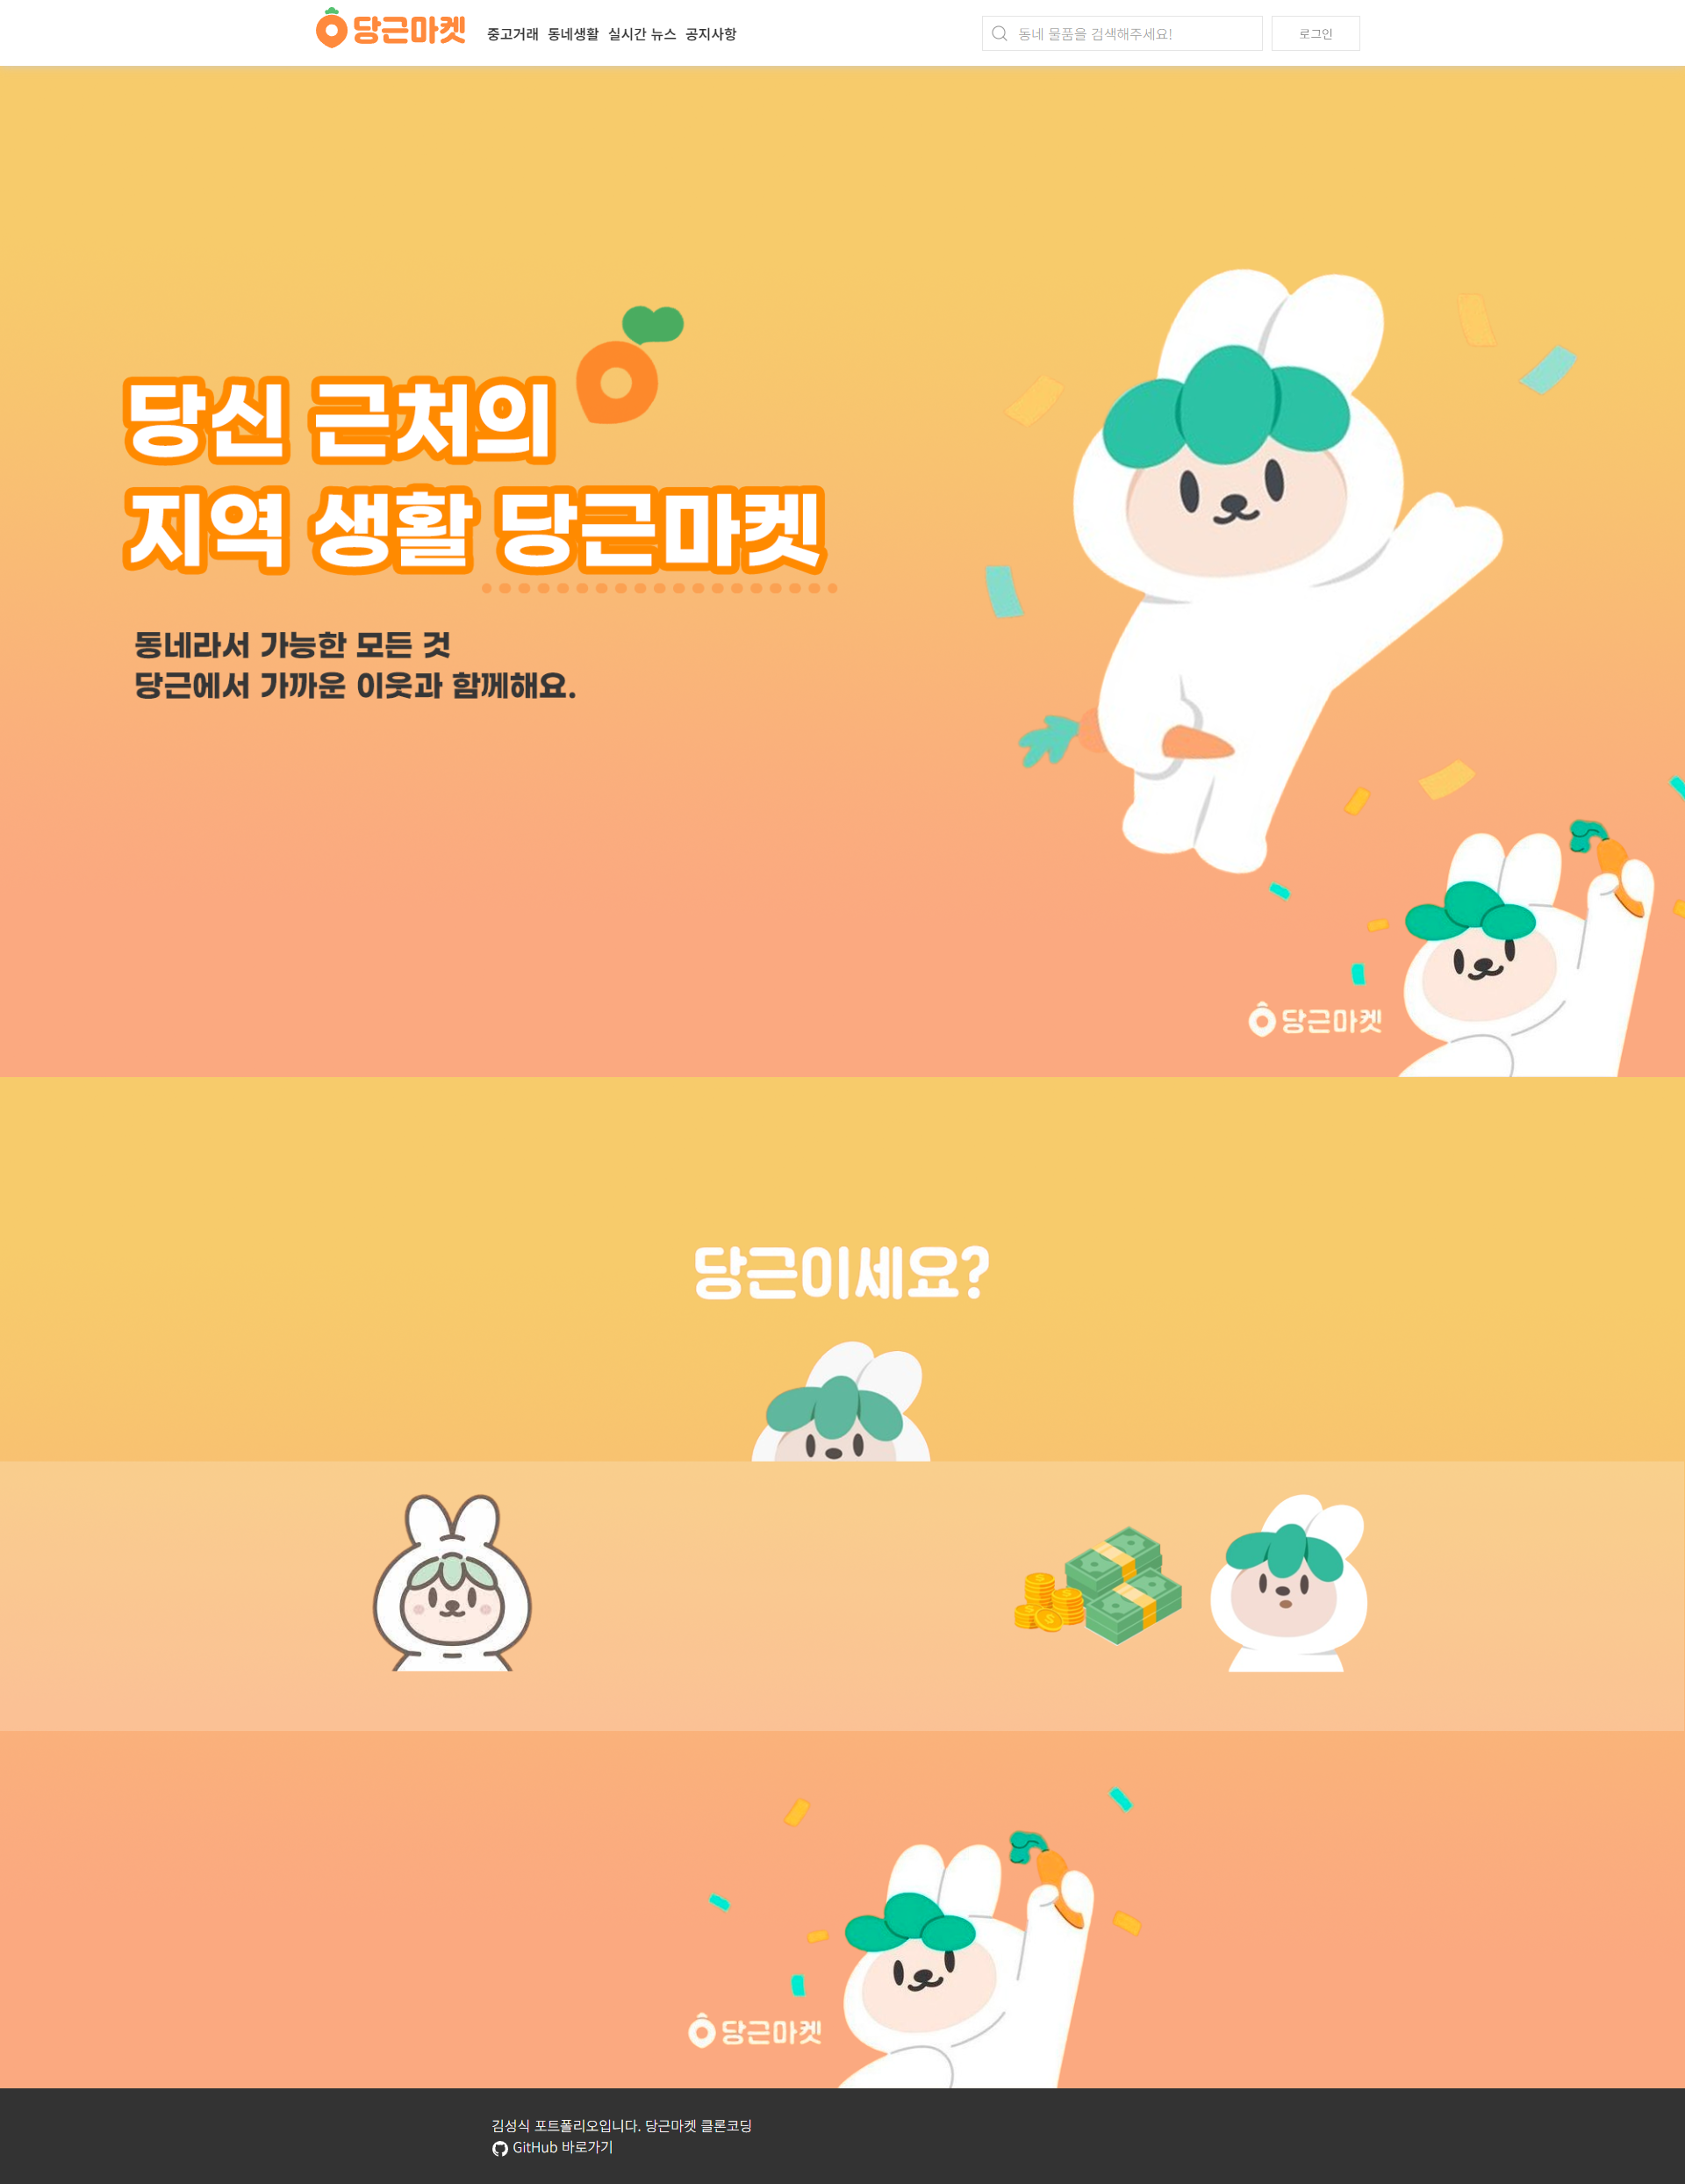 당근마켓 중고거래 동네생활 실시간 뉴스 공지사항 동네 물품을 검색해주세요! 로그인
당신 근처의
지역 생활 당근마켓
동네라서 가능한 모든 것
당근에서 가까운 이웃과 함께해요.
당근마켓
당근이세요?
당근마켓
김성식 포트폴리오입니다. 당근마켓 클론코딩
GitHub 바로가기